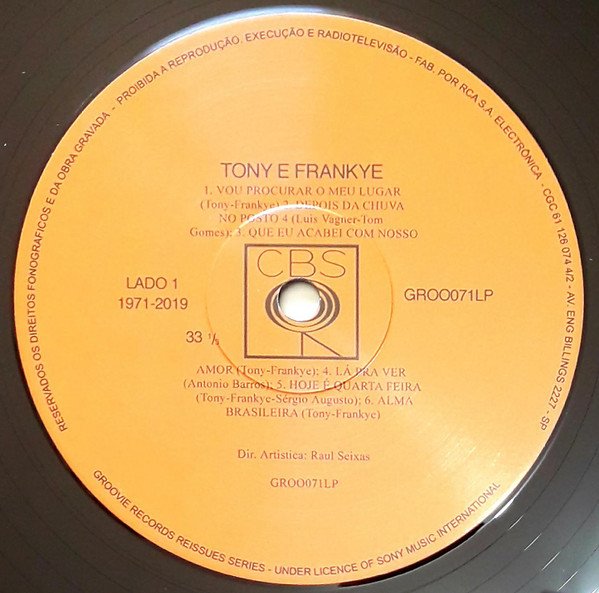 RESERVADOS OS DIREITOS FONOGRAFICOS E DA OBRA GRAVADA - PROIBIDA A REPRODUÇÃO, EXECUÇÃO E RADIOTELEVISÃO - FAB. POR RCA S.A. ELECTRÔNICA - CGC 61 126 074 4/2 - AV. ENG BILLINGS 2227 - SP
TONY E FRANKYE
1. VOU PROCURAR O MEU LUGAR
(Tony-Frankye) 2. DEPOIS DA CHUVA
NO POSTO 4 (Luis Vagner-Tom
Gomes); 3. QUE EU ACABEI COM NOSSO
CBS
LADO 1
1971-2019
GROO071LP
33 ⅓
AMOR (Tony-Frankye); 4. LÁ PRA VER
(Antonio Barros); 5. HOJE É QUARTA FEIRA
(Tony-Frankye-Sérgio Augusto); 6. ALMA
BRASILEIRA (Tony-Frankye)
Dir. Artistica: Raul Seixas
GROO071LP
GROOVIE RECORDS REISSUES SERIES - UNDER LICENCE OF SONY MUSIC INTERNATIONAL